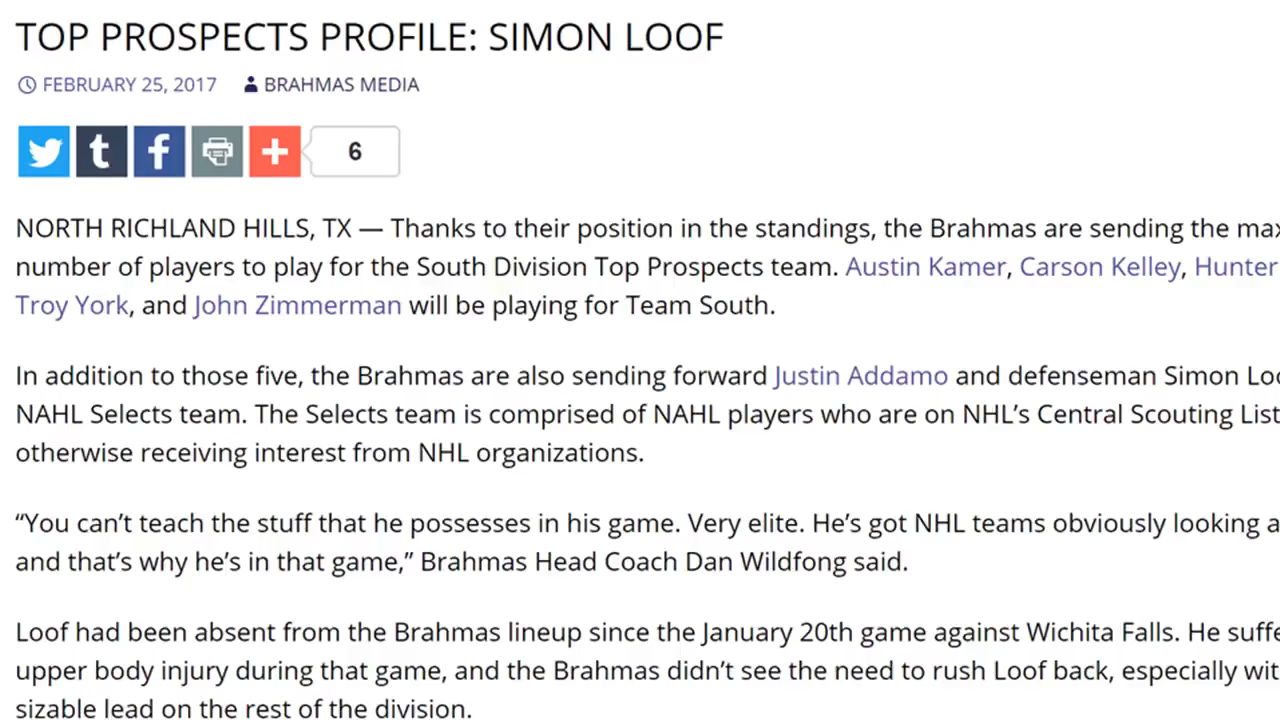 TOP PROSPECTS PROFILE: SIMON LOOF
FEBRUARY 25, 2017 BRAHMAS MEDIA
t f + 6
NORTH RICHLAND HILLS, TX — Thanks to their position in the standings, the Brahmas are sending the
number of players to play for the South Division Top Prospects team. Austin Kamer, Carson Kelley, Hunter
Troy York, and John Zimmerman will be playing for Team South.
In addition to those five, the Brahmas are also sending forward Justin Addamo and defenseman Simon
NAHL Selects team. The Selects team is comprised of NAHL players who are on NHL’s Central Scouting List
otherwise receiving interest from NHL organizations.
“You can’t teach the stuff that he possesses in his game. Very elite. He’s got NHL teams obviously looking
and that’s why he’s in that game,” Brahmas Head Coach Dan Wildfong said.
Loof had been absent from the Brahmas lineup since the January 20th game against Wichita Falls. He
upper body injury during that game, and the Brahmas didn’t see the need to rush Loof back, especially
sizable lead on the rest of the division.